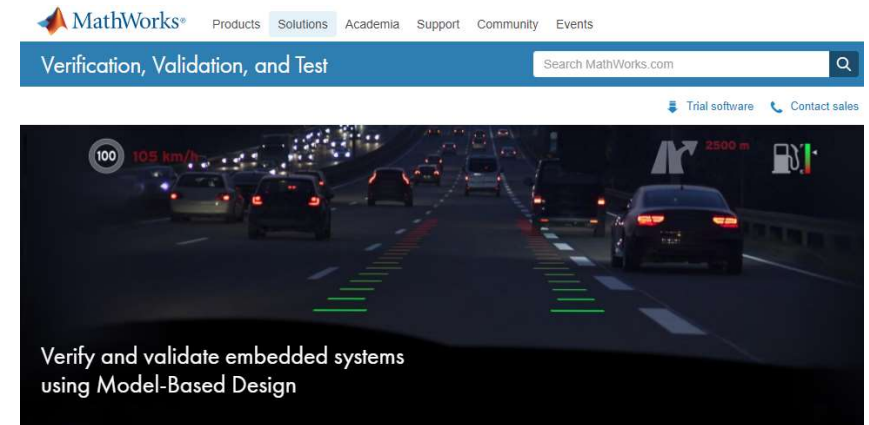 MathWorks®
Products Solutions Academia Support Community Events
Verification, Validation, and Test
Search MathWorks.com
Trial software Contact sales
100 105 km/h 2500 m
Verify and validate embedded systems
using Model-Based Design